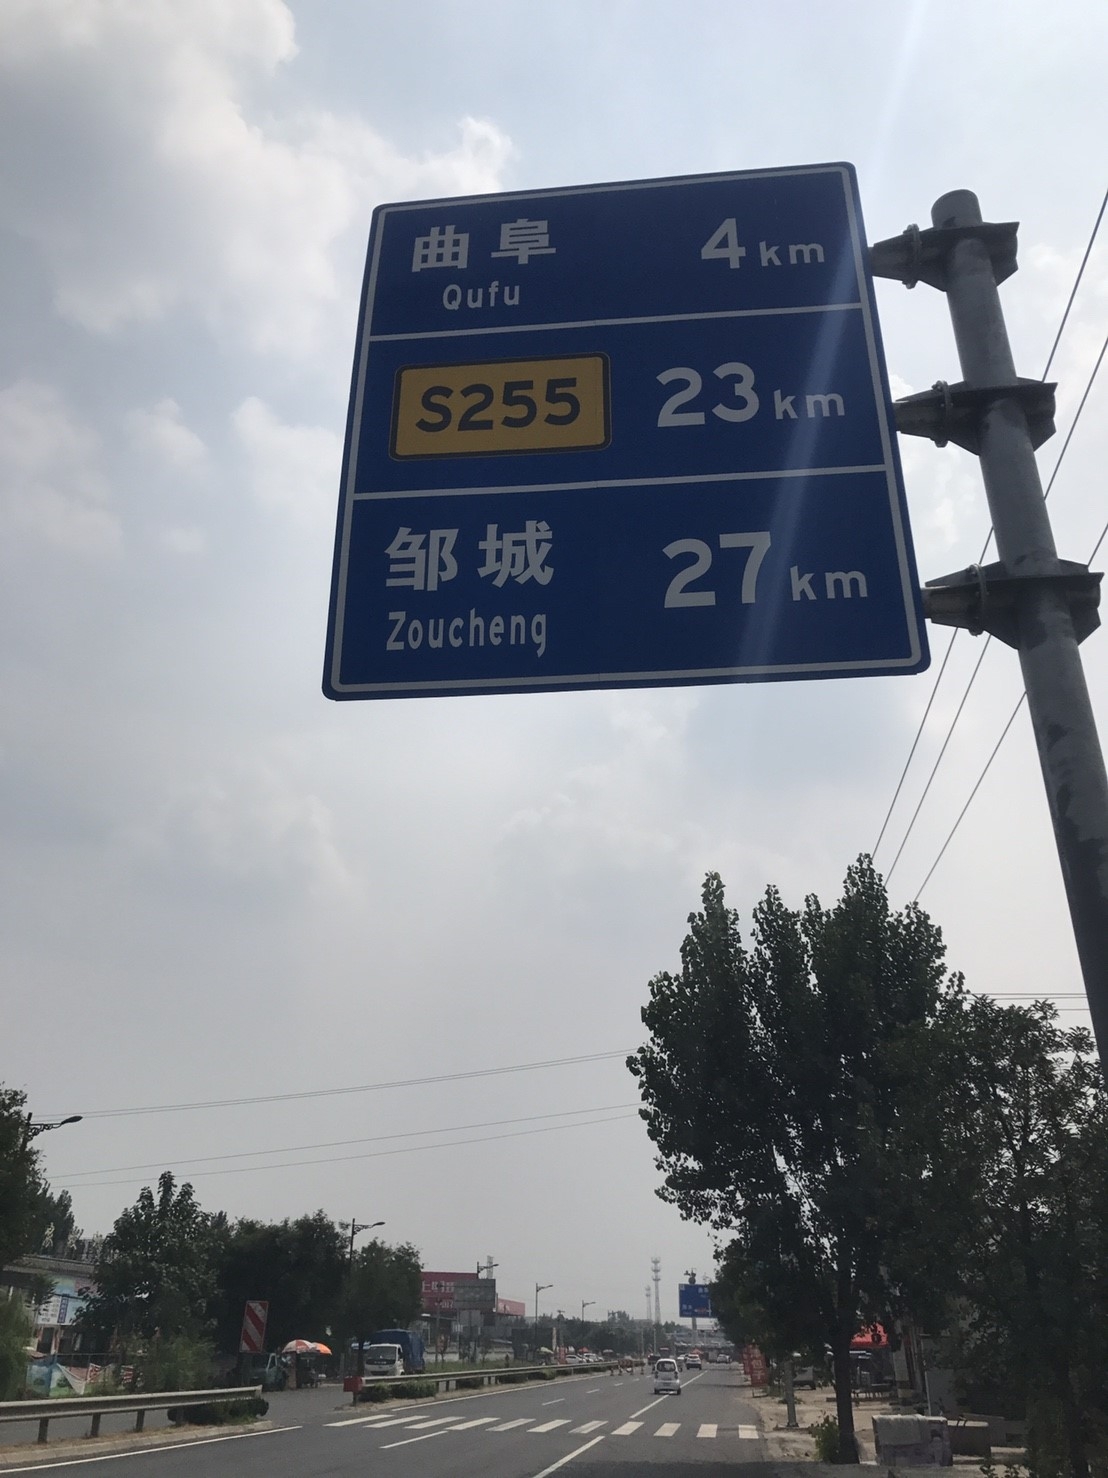 曲阜 4km
Qufu
S255 23km
邹城 27km
Zoucheng